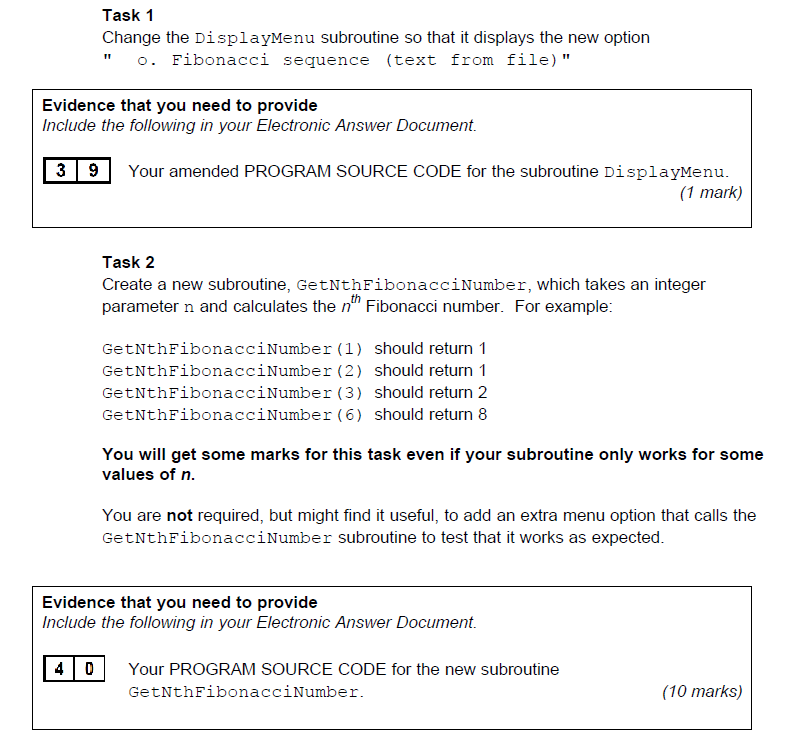 Task 1
Change the DisplayMenu subroutine so that it displays the new option
"  o. Fibonacci sequence (text from file)"
Evidence that you need to provide
Include the following in your Electronic Answer Document.
3 9 Your amended PROGRAM SOURCE CODE for the subroutine DisplayMenu.
(1 mark)
Task 2
Create a new subroutine, GetNthFibonacciNumber, which takes an integer
parameter n and calculates the nth Fibonacci number. For example:
GetNthFibonacciNumber(1) should return 1
GetNthFibonacciNumber(2) should return 1
GetNthFibonacciNumber(3) should return 2
GetNthFibonacciNumber(6) should return 8
You will get some marks for this task even if your subroutine only works for some
values of n.
You are not required, but might find it useful, to add an extra menu option that calls the
GetNthFibonacciNumber subroutine to test that it works as expected.
Evidence that you need to provide
Include the following in your Electronic Answer Document.
4 0 Your PROGRAM SOURCE CODE for the new subroutine
GetNthFibonacciNumber. (10 marks)